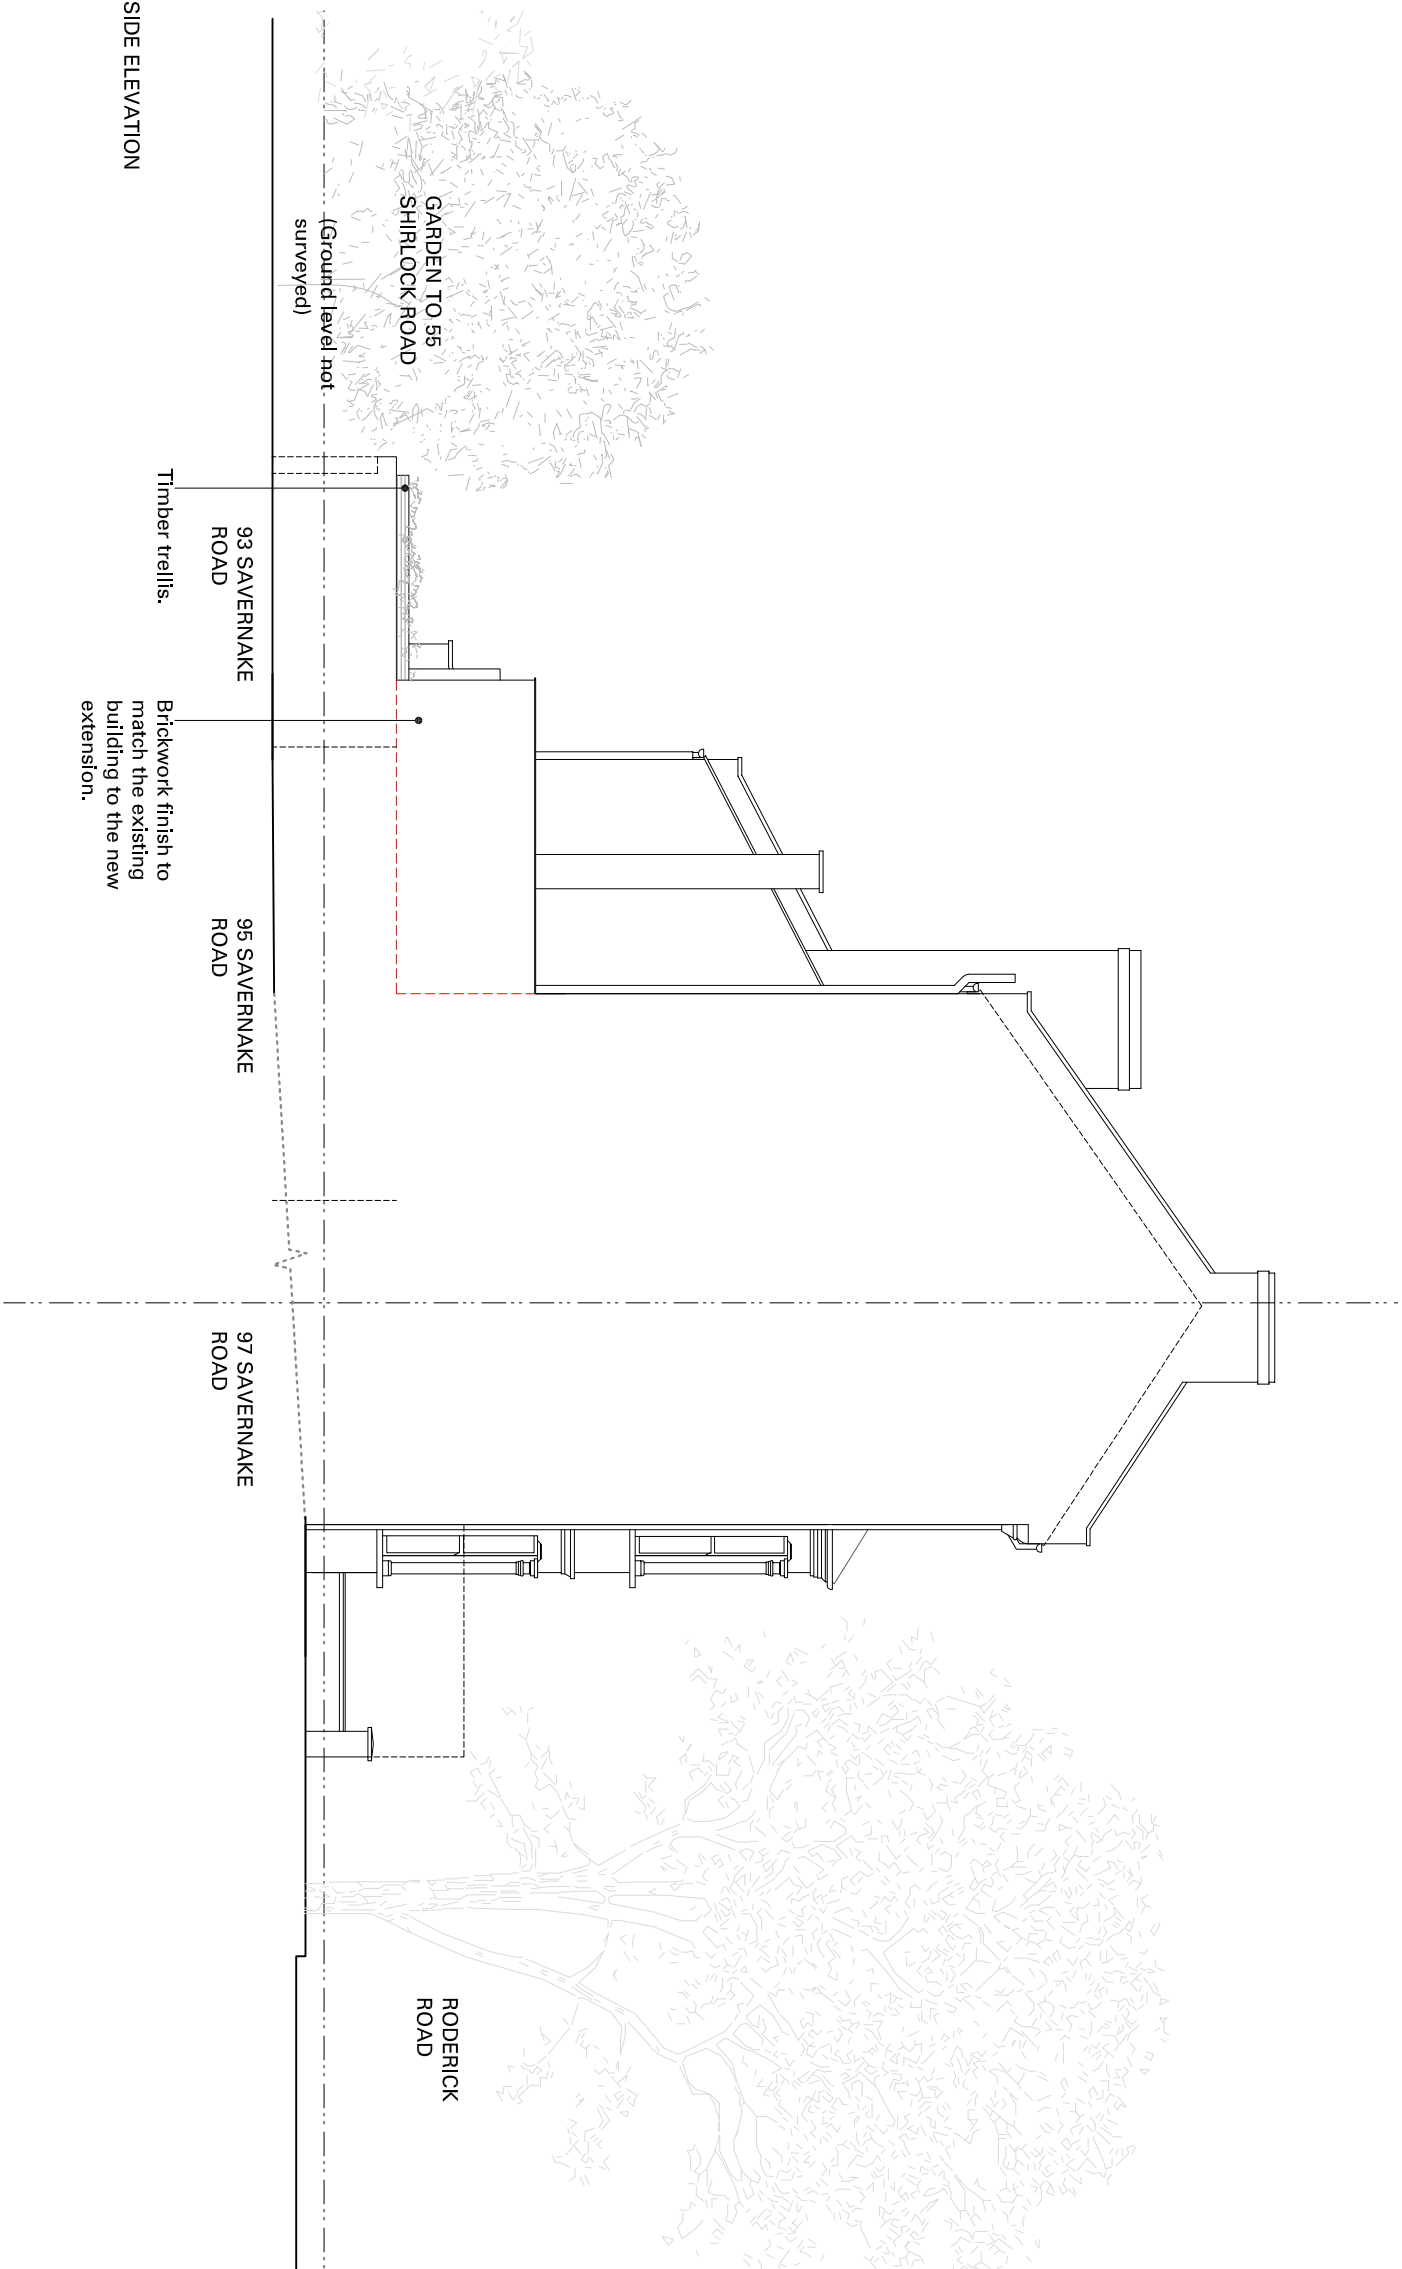 GARDEN TO 55
SHIRLOCK ROAD
(Ground level not
surveyed)
RODERICK
ROAD
93 SAVERNAKE
ROAD
95 SAVERNAKE
ROAD
97 SAVERNAKE
ROAD
Timber trellis.
Brickwork finish to
match the existing
building to the new
extension.
SIDE ELEVATION